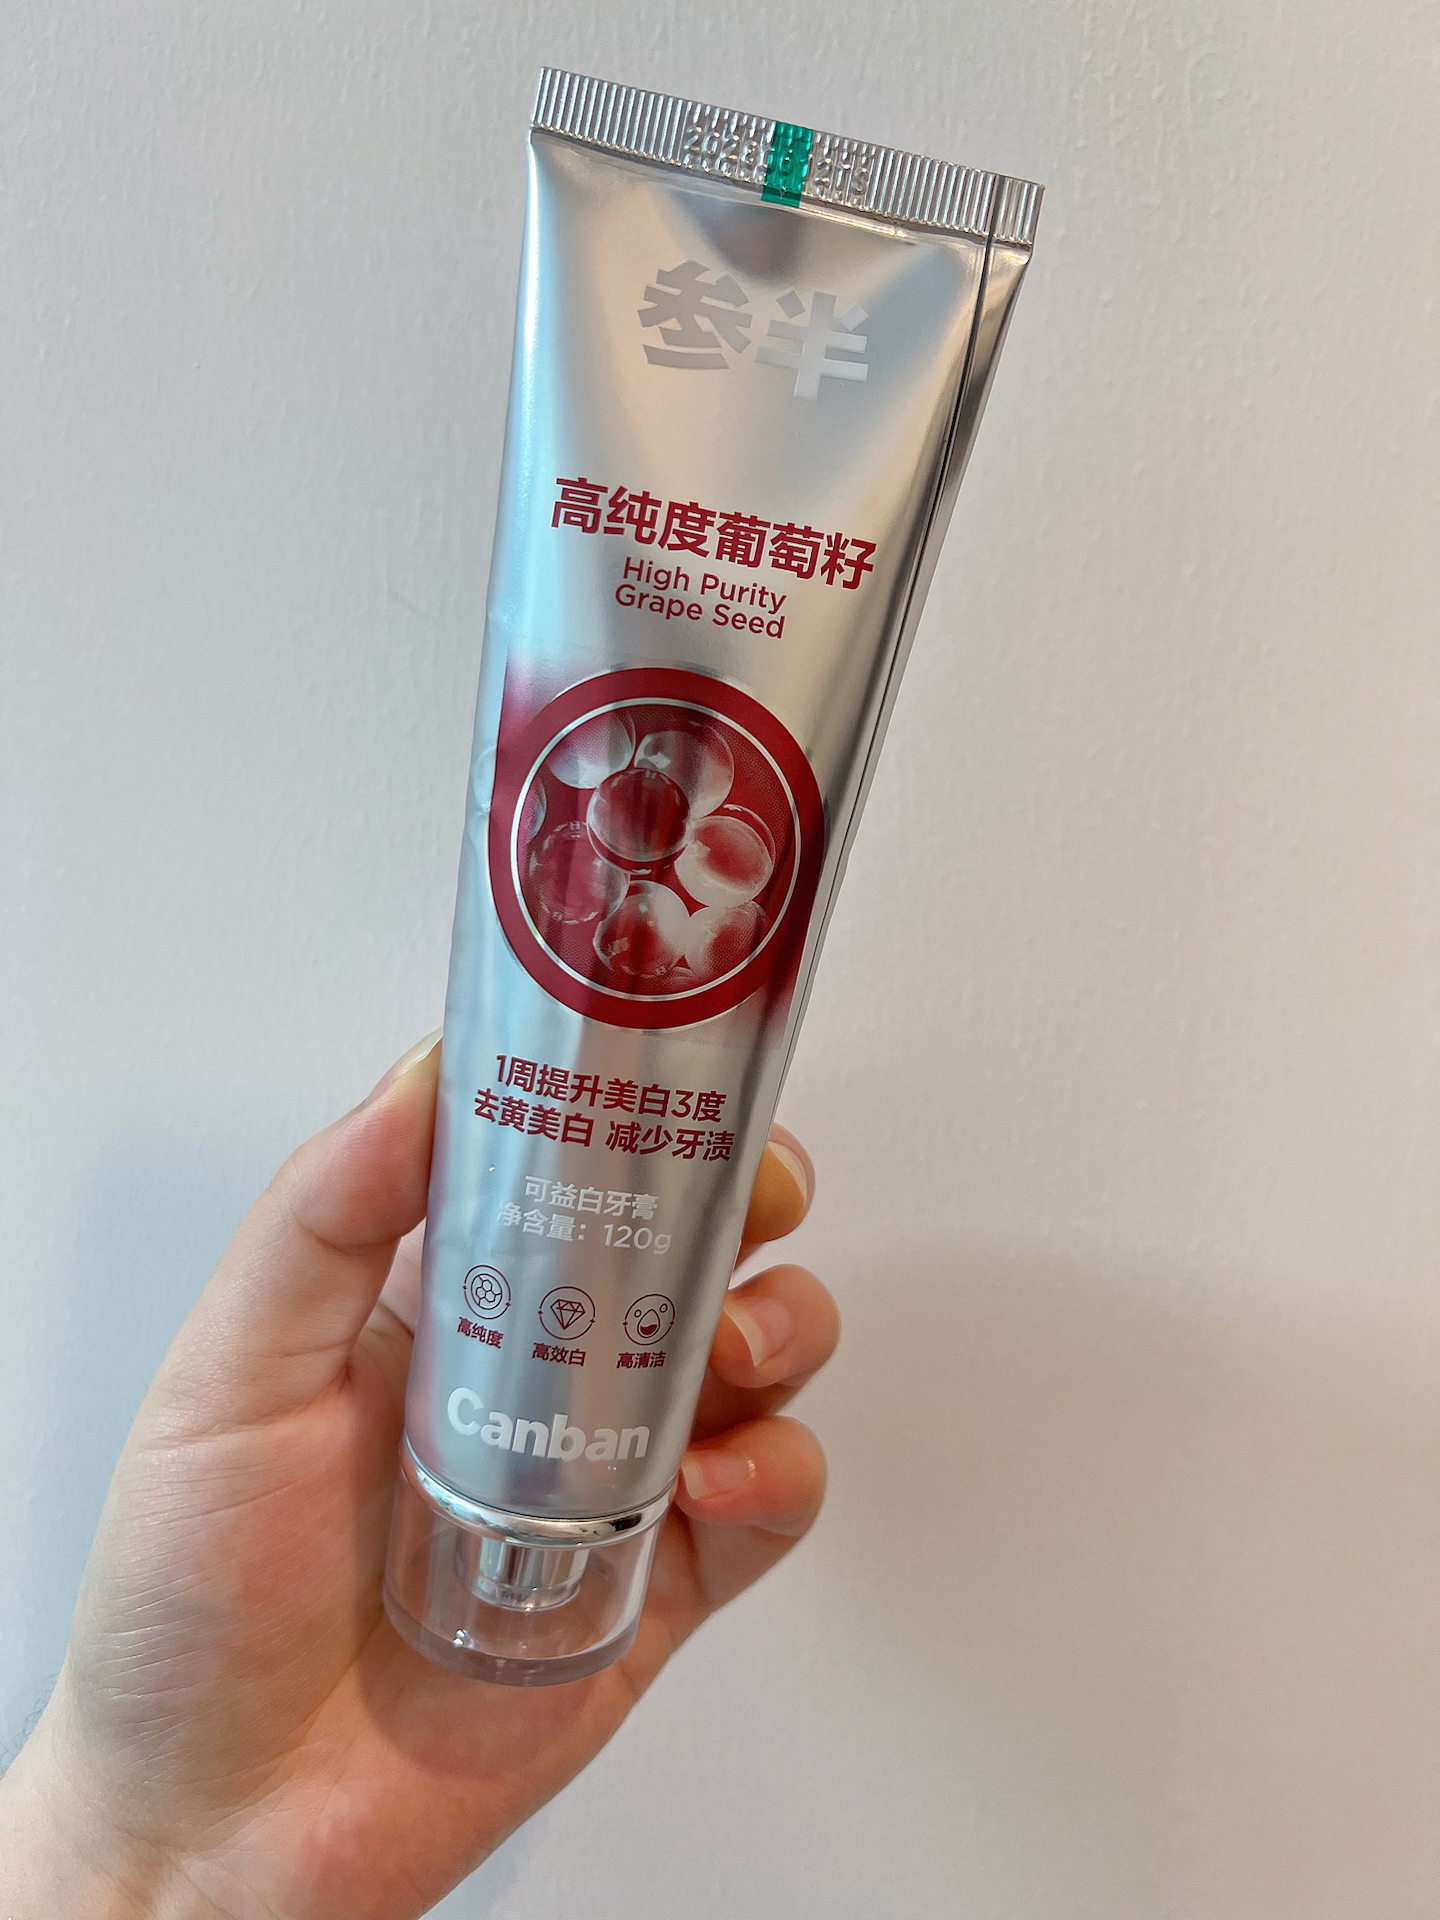 参半
高纯度葡萄籽
High Purity
Grape Seed
1周提升美白3度
去黄美白 减少牙渍
可益白牙膏
净含量：120g
高纯度
高效白
高清洁
Canban